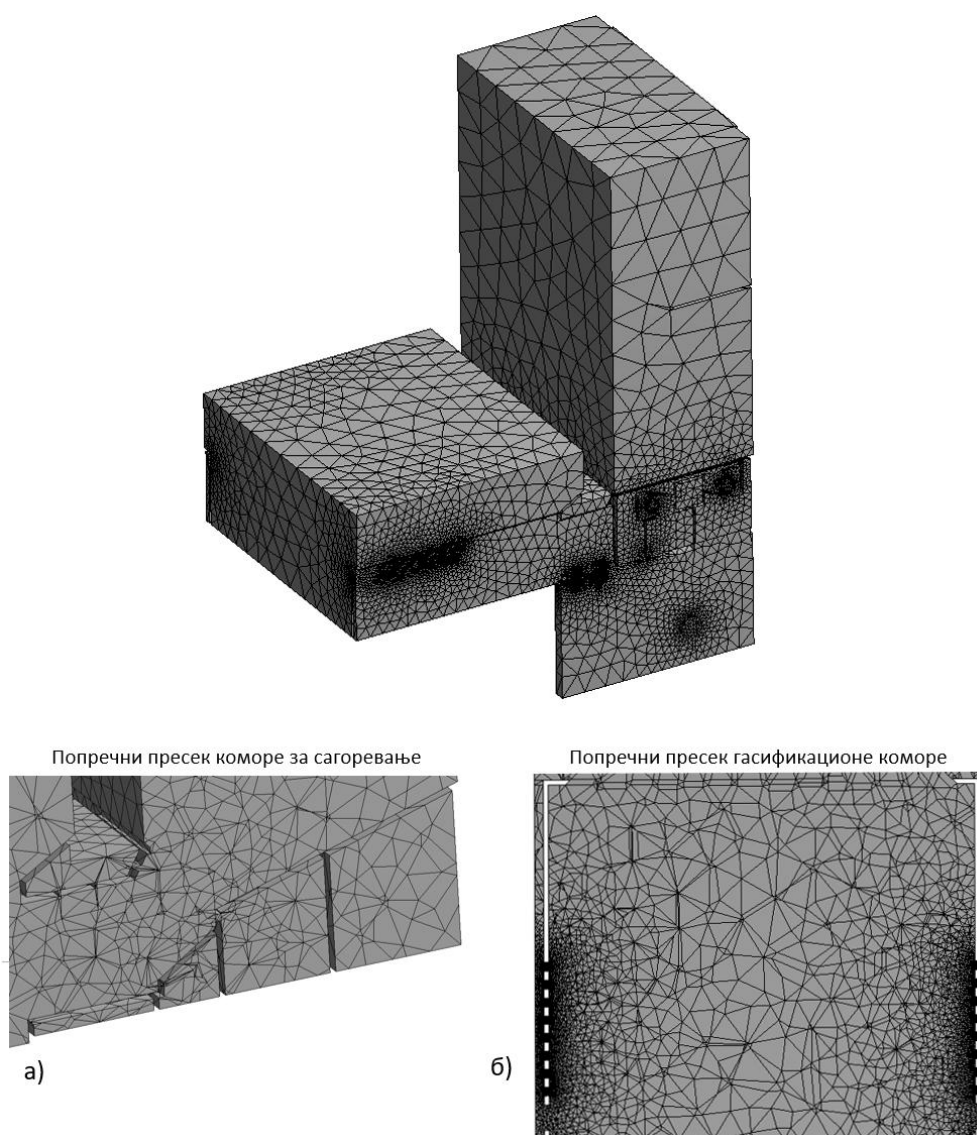 Попречни пресек коморе за сагоревање
Попречни пресек гасификационе коморе
а)
б)